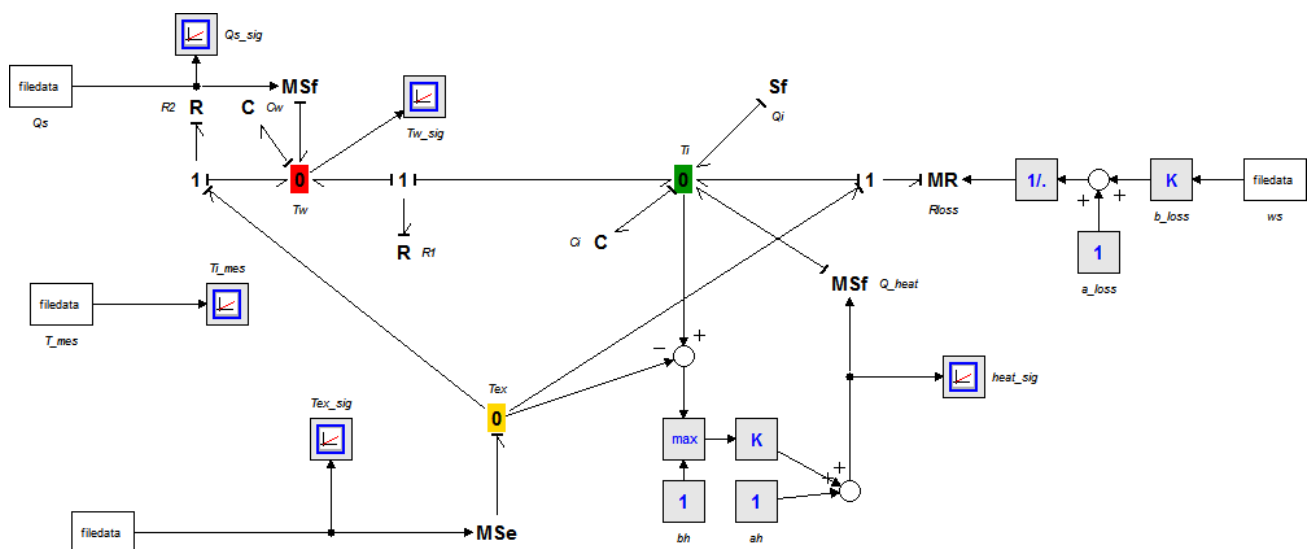 Qs_sig
filedata
MSf
Sf
R2
R
C
Cw
Qs
Tw_sig
Qi
Ti
1
0
1
0
1
MR
1/.
K
filedata
Tw
Rloss
+
+
b_loss
ws
R
R1
Ci
C
1
Ti_mes
MSf
Q_heat
a_loss
filedata
T_mes
+
−
Tex
heat_sig
Tex_sig
0
max
K
+
+
1
1
filedata
MSe
bh
ah